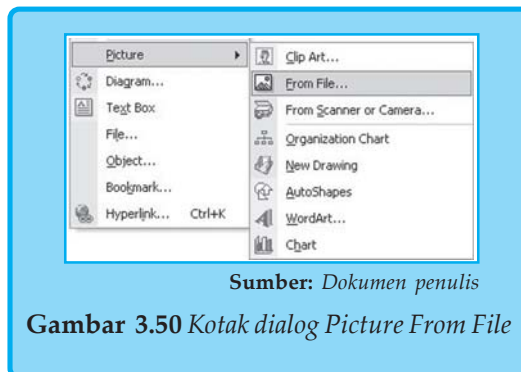 Picture
Diagram...
Text Box
File...
Object...
Bookmark...
Hyperlink... Ctrl+K
Clip Art...
From File...
From Scanner or Camera...
Organization Chart
New Drawing
AutoShapes
WordArt...
Chart
Sumber: Dokumen penulis
Gambar 3.50 Kotak dialog Picture From File